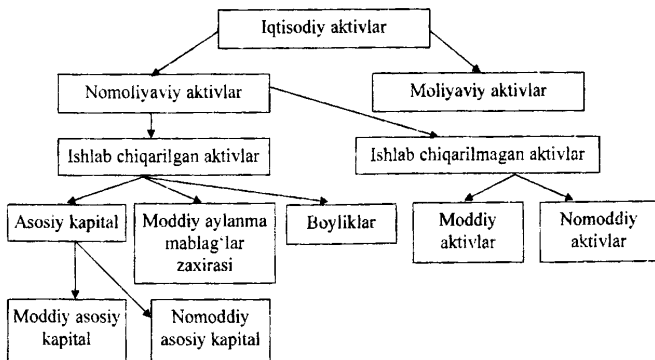 Iqtisodiy aktivlar
Nomoliyaviy aktivlar
Moliyaviy aktivlar
Ishlab chiqarilgan aktivlar
Ishlab chiqarilmagan aktivlar
Asosiy kapital
Moddiy aylanma
mablag‘lar
zaxirasi
Boyliklar
Moddiy
aktivlar
Nomoddiy
aktivlar
Moddiy asosiy
kapital
Nomoddiy
asosiy kapital